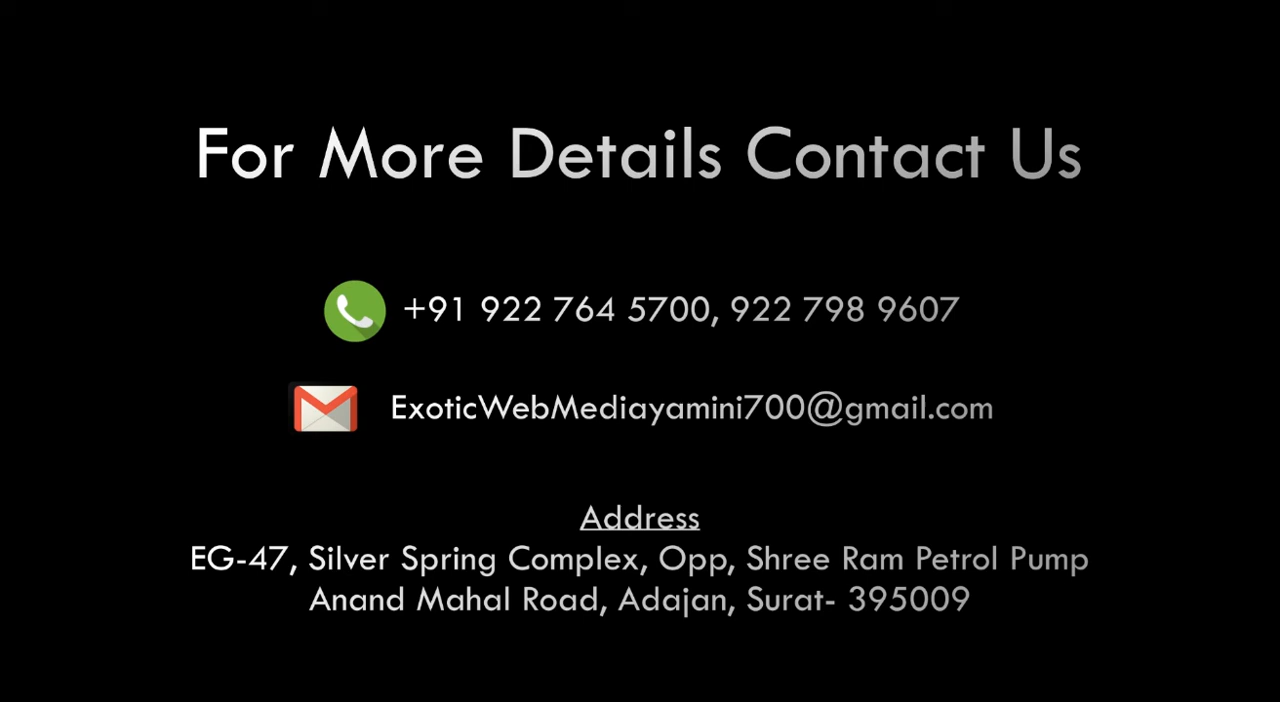 For More Details Contact Us
+91 922 764 5700, 922 798 9607
ExoticWebMediayamini700@gmail.com
Address
EG-47, Silver Spring Complex, Opp, Shree Ram Petrol Pump
Anand Mahal Road, Adajan, Surat- 395009